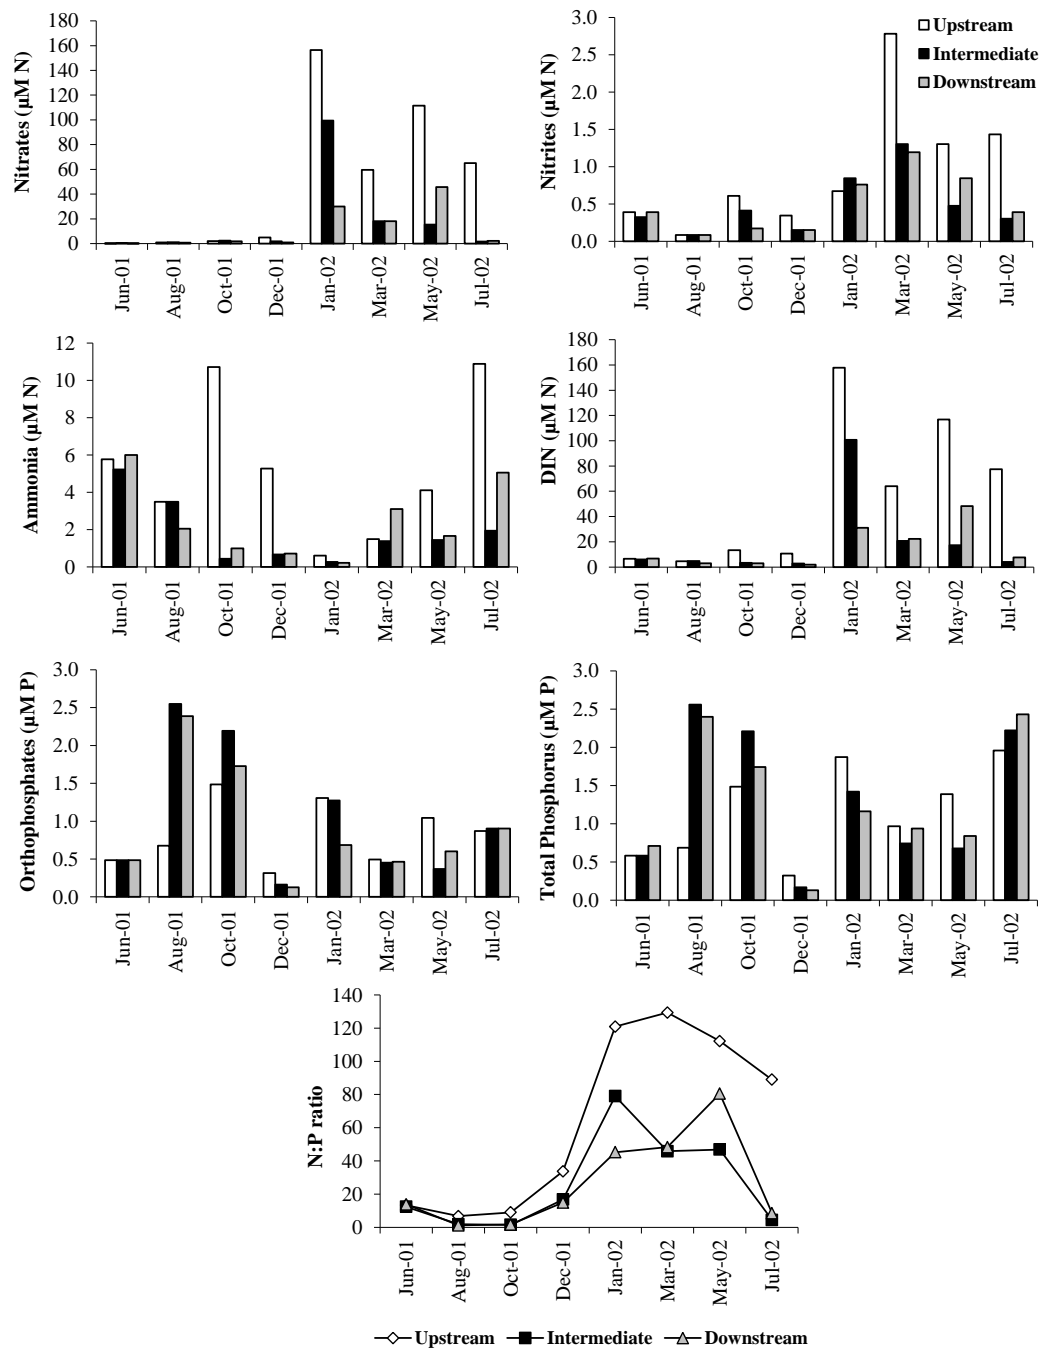 Nitrates (µM N)
180
160
140
120
100
80
60
40
20
0
Jun-01
Aug-01
Oct-01
Dec-01
Jan-02
Mar-02
May-02
Jul-02
Nitrites (µM N)
3.0
2.5
2.0
1.5
1.0
0.5
0.0
Upstream
Intermediate
Downstream
Jun-01
Aug-01
Oct-01
Dec-01
Jan-02
Mar-02
May-02
Jul-02
Ammonia (µM N)
12
10
8
6
4
2
0
Jun-01
Aug-01
Oct-01
Dec-01
Jan-02
Mar-02
May-02
Jul-02
DIN (µM N)
180
160
140
120
100
80
60
40
20
0
Jun-01
Aug-01
Oct-01
Dec-01
Jan-02
Mar-02
May-02
Jul-02
Orthophosphates (µM P)
3.0
2.5
2.0
1.5
1.0
0.5
0.0
Jun-01
Aug-01
Oct-01
Dec-01
Jan-02
Mar-02
May-02
Jul-02
Total Phosphorus (µM P)
3.0
2.5
2.0
1.5
1.0
0.5
0.0
Jun-01
Aug-01
Oct-01
Dec-01
Jan-02
Mar-02
May-02
Jul-02
N:P ratio
140
120
100
80
60
40
20
0
Jun-01
Aug-01
Oct-01
Dec-01
Jan-02
Mar-02
May-02
Jul-02
Upstream
Intermediate
Downstream